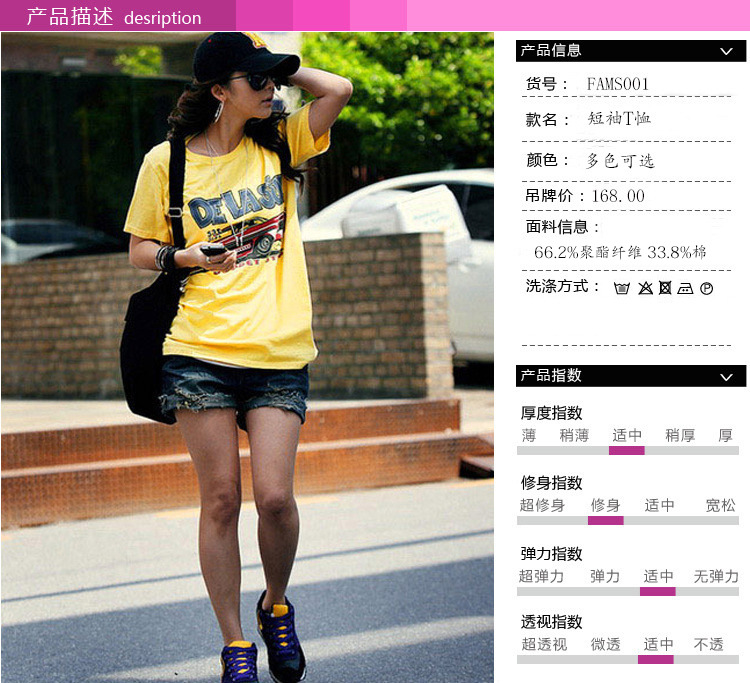 产品描述 desription
DE VASO
产品信息
货号： FAMS001
款名： 短袖T恤
颜色： 多色可选
吊牌价：168.00
面料信息：
66.2%聚酯纤维 33.8%棉
洗涤方式：
产品指数
厚度指数
薄 稍薄 适中 稍厚 厚
修身指数
超修身 修身 适中 宽松
弹力指数
超弹力 弹力 适中 无弹力
透视指数
超透视 微透 适中 不透